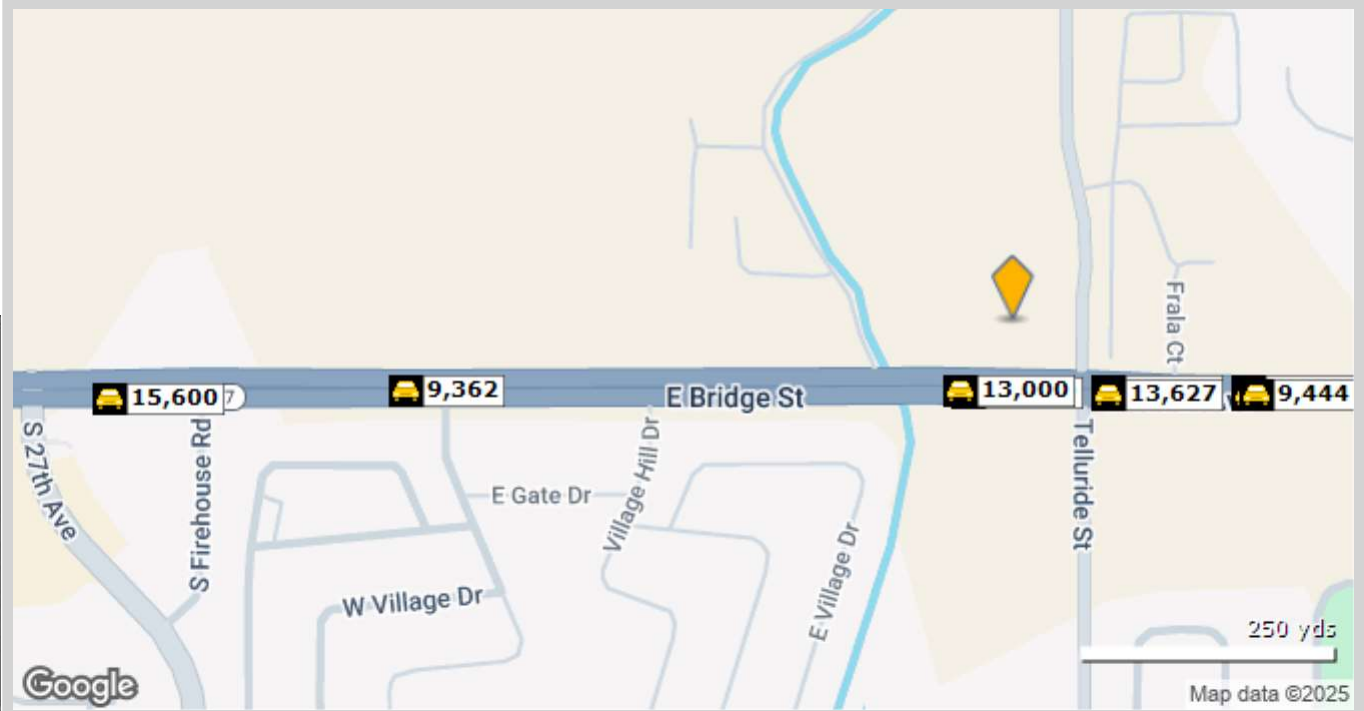 Frala Ct
15,600
7
9,362
E Bridge St
13,000
13,627
9,444
S 27th Ave
S Firehouse Rd
E Gate Dr
Village Hill Dr
W Village Dr
E Village Dr
Telluride St
250 yds
Google
Map data ©2025